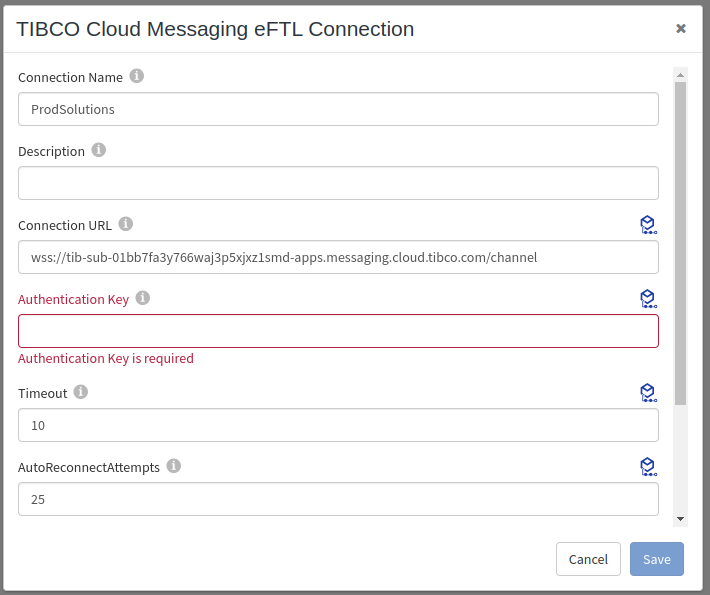 TIBCO Cloud Messaging eFTL Connection
Connection Name
ProdSolutions
Description
Connection URL
wss://tib-sub-01bb7fa3y766waj3p5xjxz1smd-apps.messaging.cloud.tibco.com/channel
Authentication Key
Authentication Key is required
Timeout
10
AutoReconnectAttempts
25
Cancel
Save